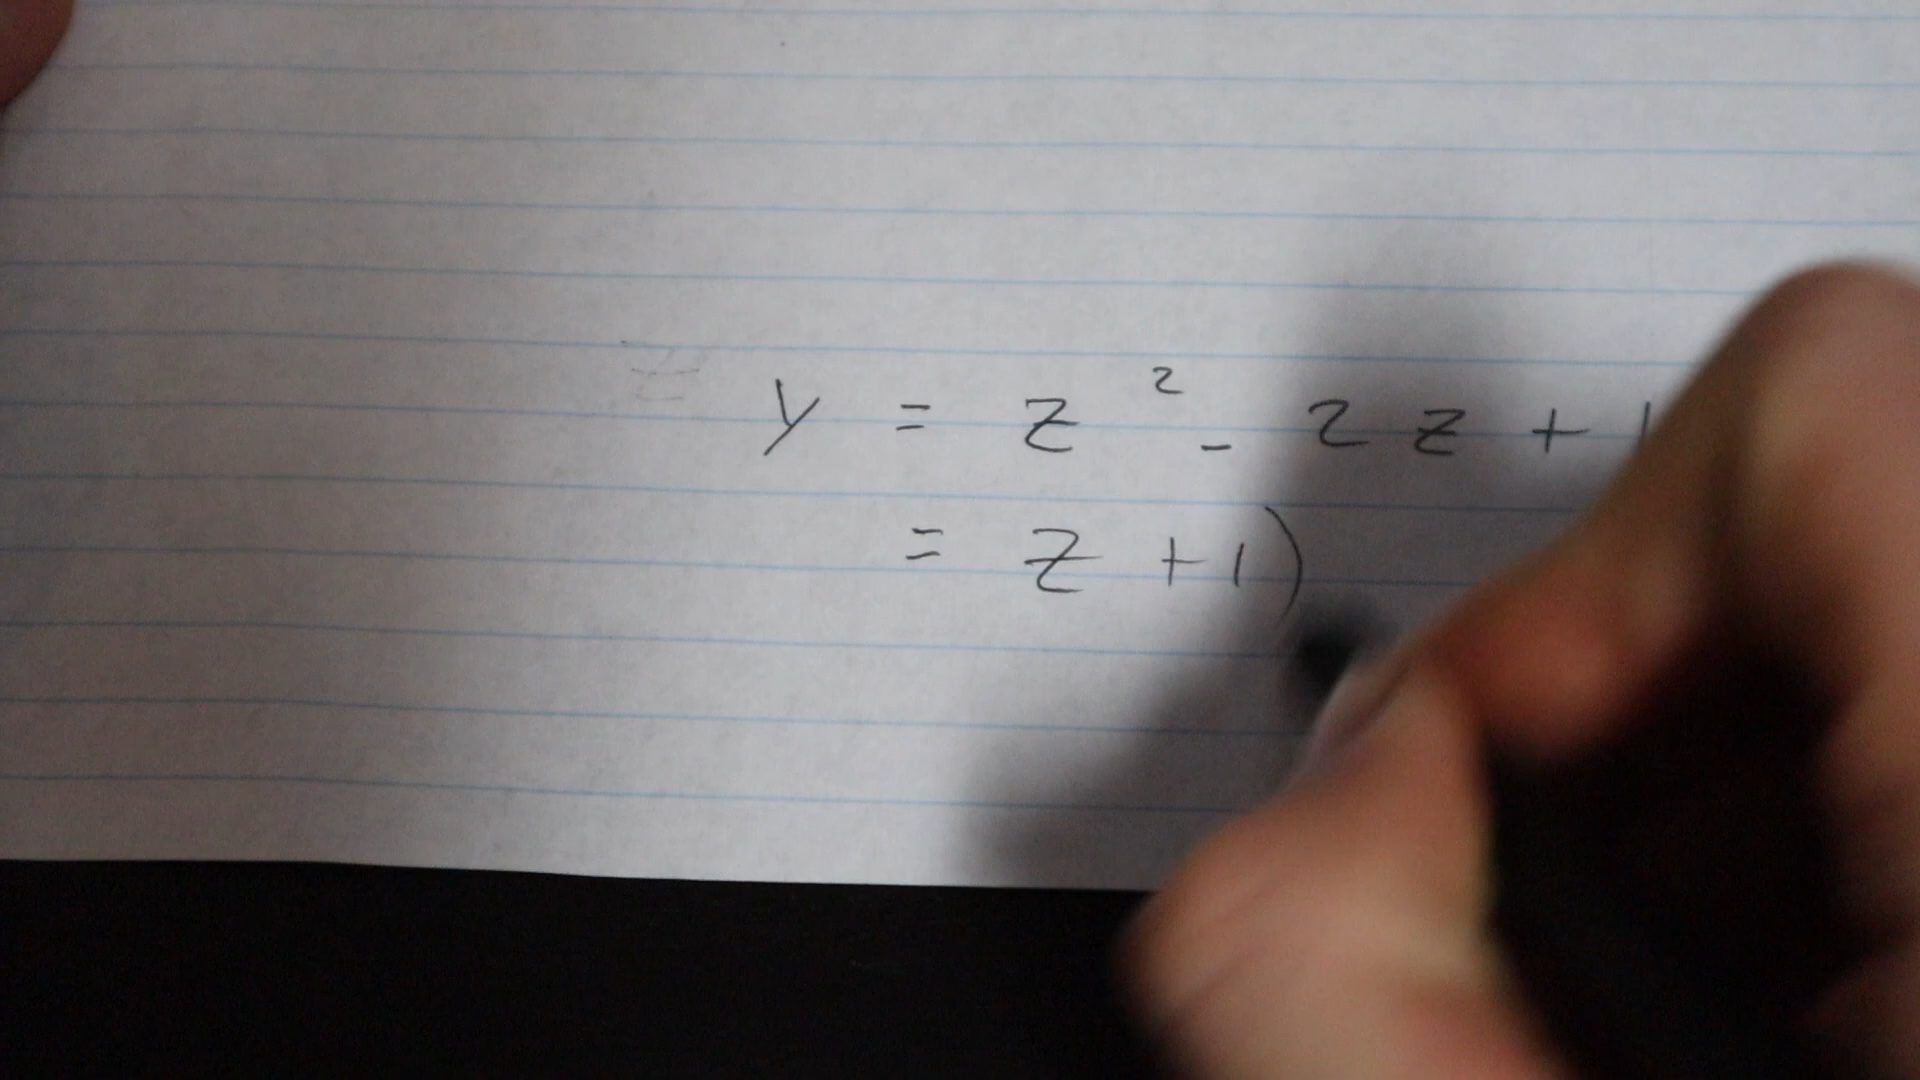 y = z² - 2z + 1
= z +1)